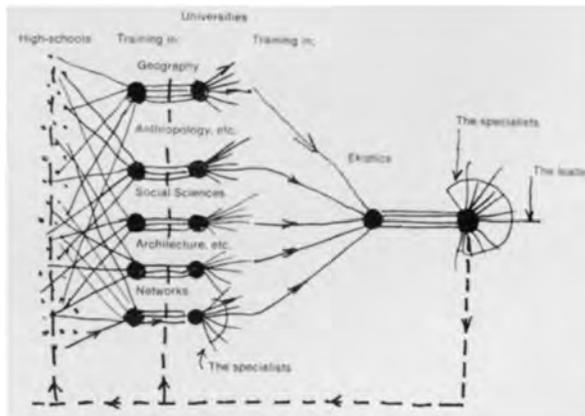 Universities
High-schools Training in: Training in:
Geography
Anthropology, etc.
Social Sciences
Architecture, etc.
Networks
Ekistics
The specialists
The leade
The specialists